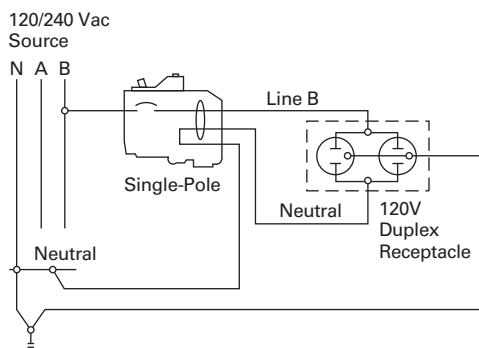 120/240 Vac
Source
N A B
Line B
Single-Pole
Neutral
120V
Duplex
Receptacle
Neutral